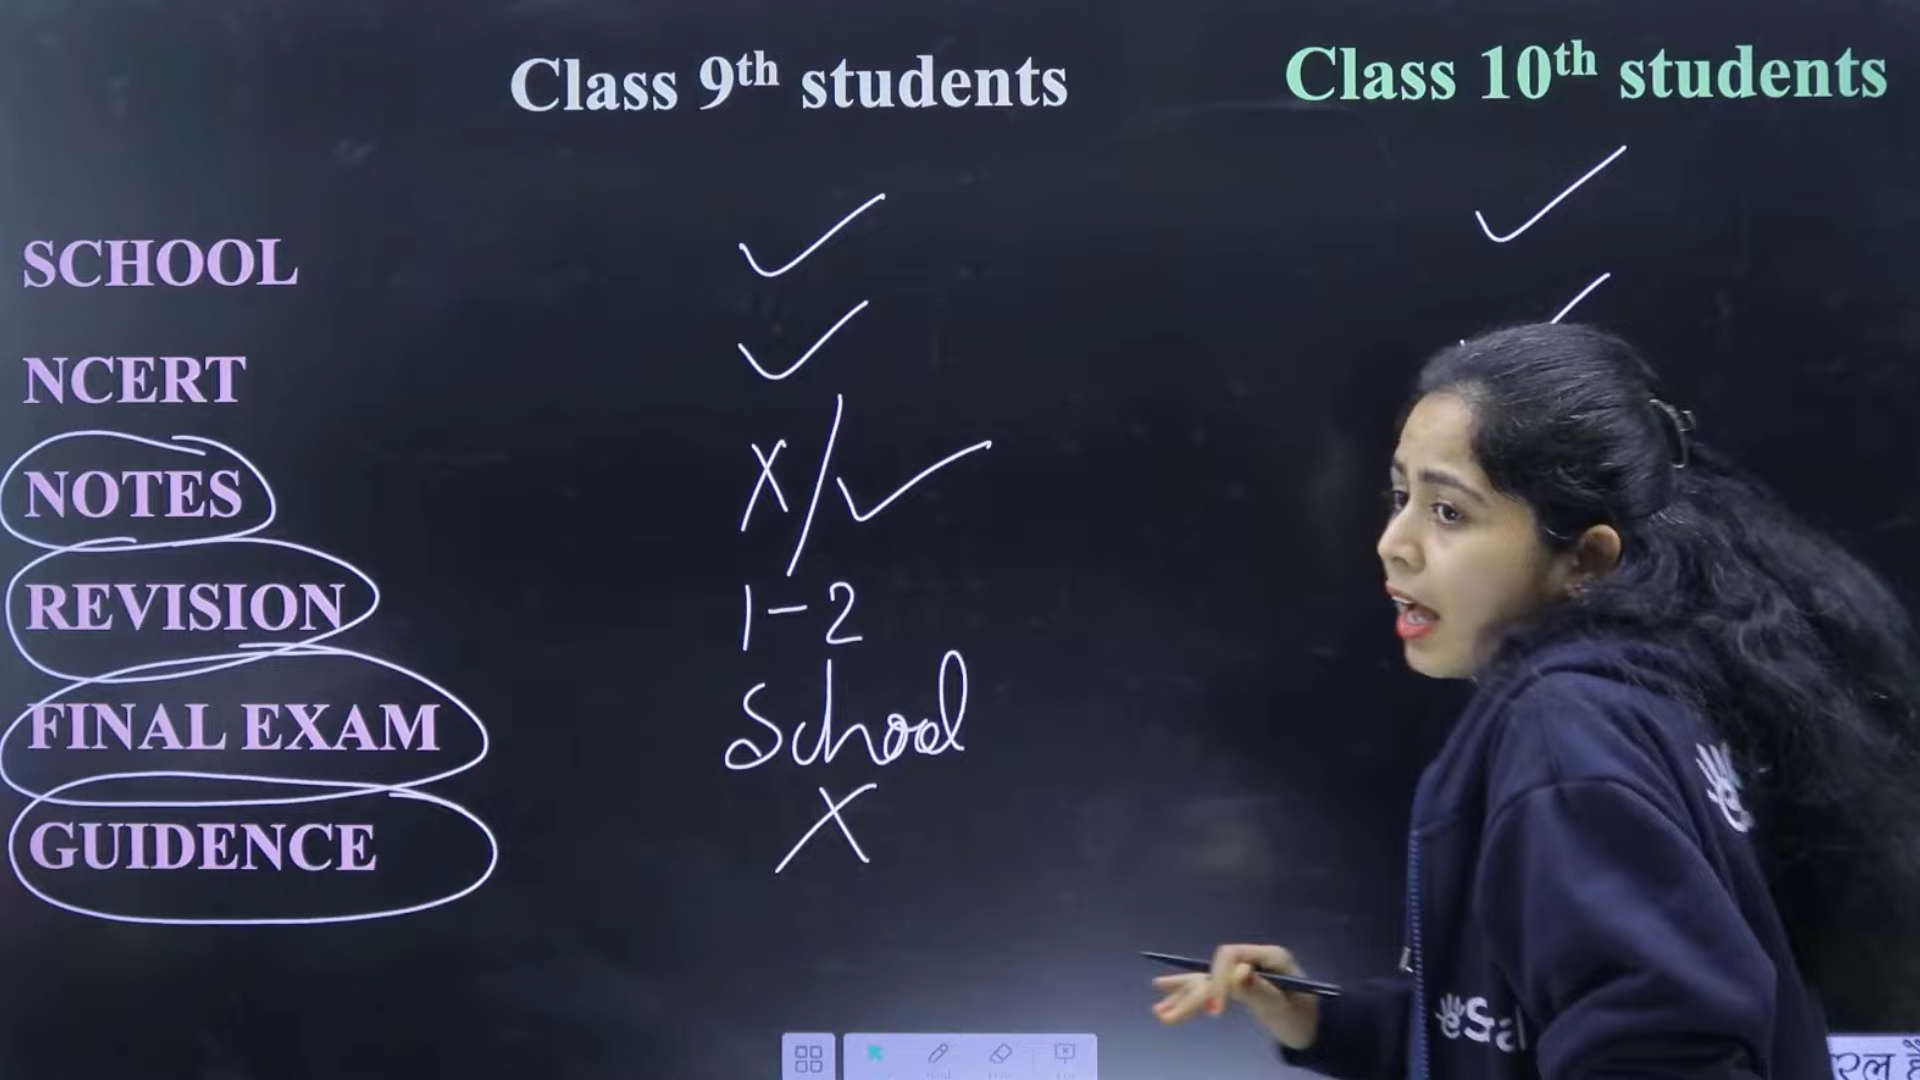 Class 9th students Class 10th students
SCHOOL ✓ ✓
NCERT ✓
NOTES X/✓
REVISION 1-2
FINAL EXAM School
GUIDENCE X